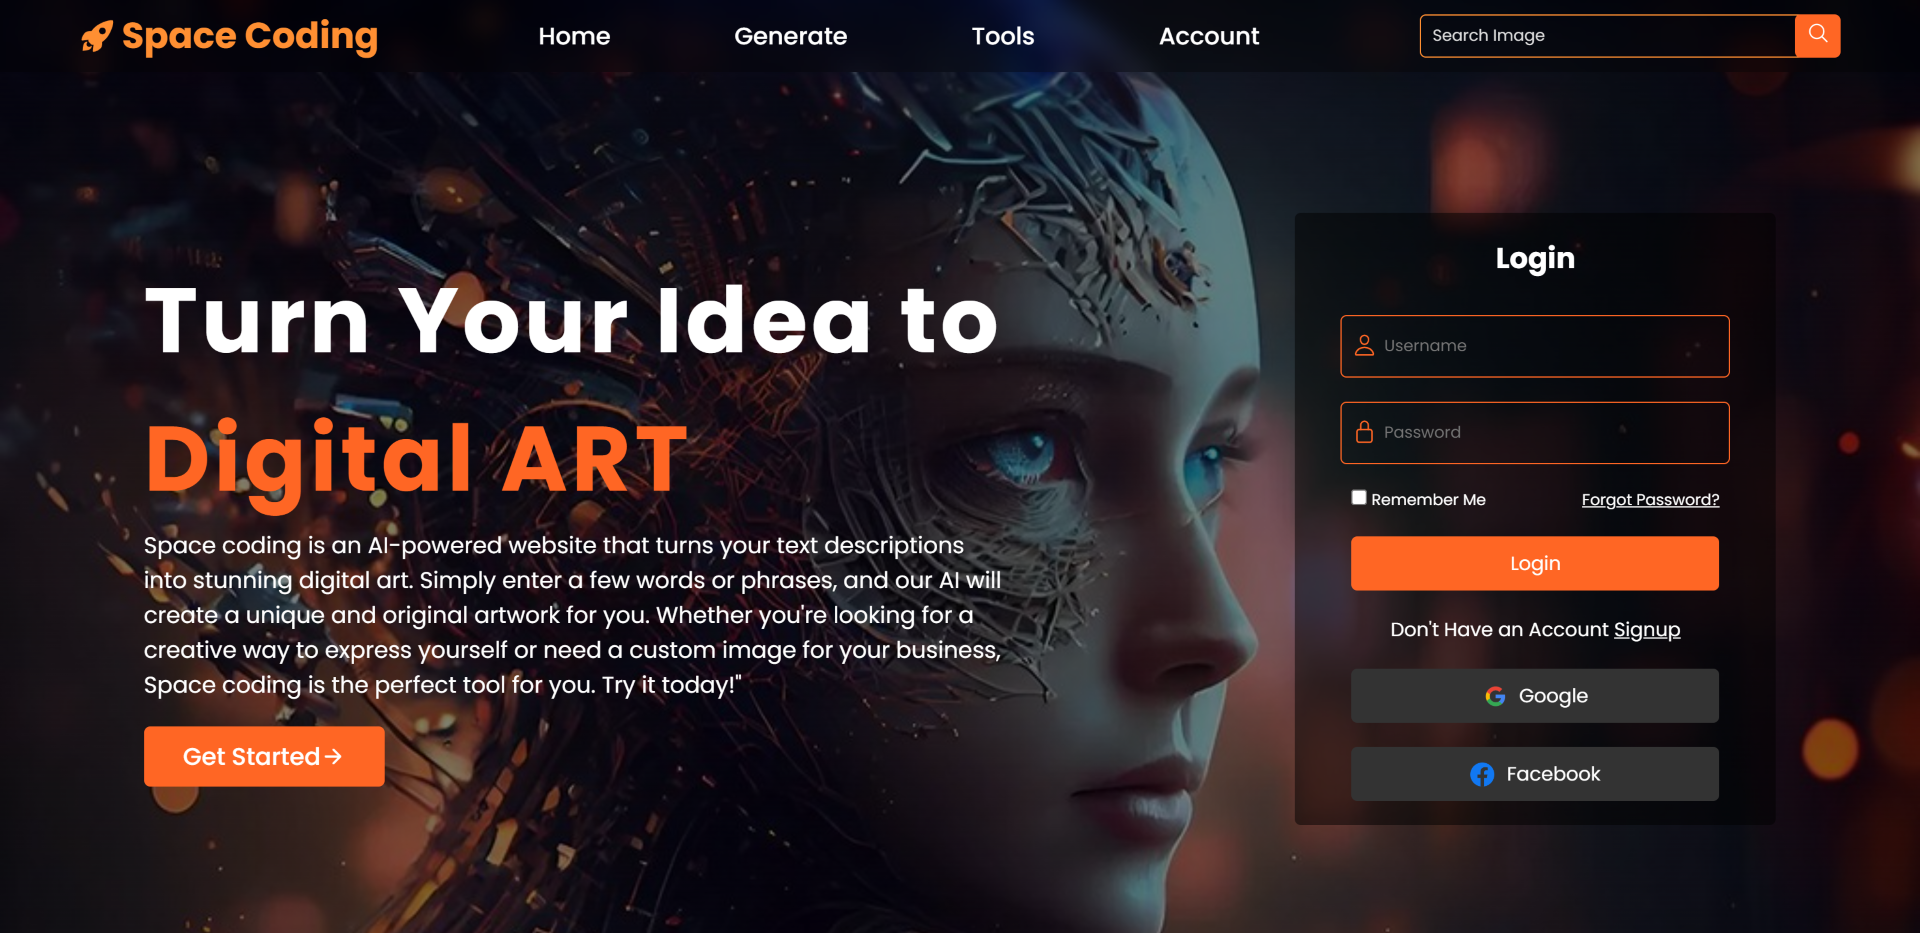 Space Coding
Home
Generate
Tools
Account
Search Image
Turn Your Idea to
Digital ART
Space coding is an AI-powered website that turns your text descriptions
into stunning digital art. Simply enter a few words or phrases, and our AI will
create a unique and original artwork for you. Whether you're looking for a
creative way to express yourself or need a custom image for your business,
Space coding is the perfect tool for you. Try it today!"
Get Started→
Login
Username
Password
Remember Me
Forgot Password?
Login
Don't Have an Account Signup
Google
Facebook